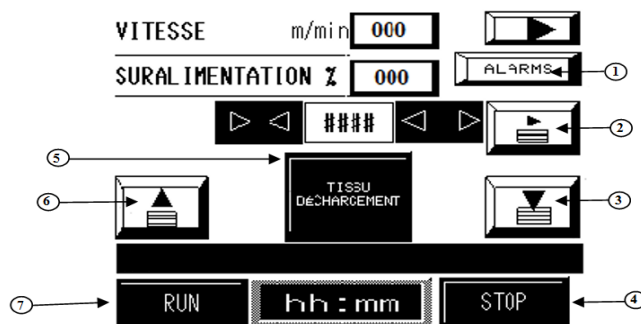 VITESSE m/min 000
SURALIMENTATION % 000
ALARMS
1
####
2
5
TISSU
DéCHARGEMENT
6
3
7
RUN hh:mm STOP
4